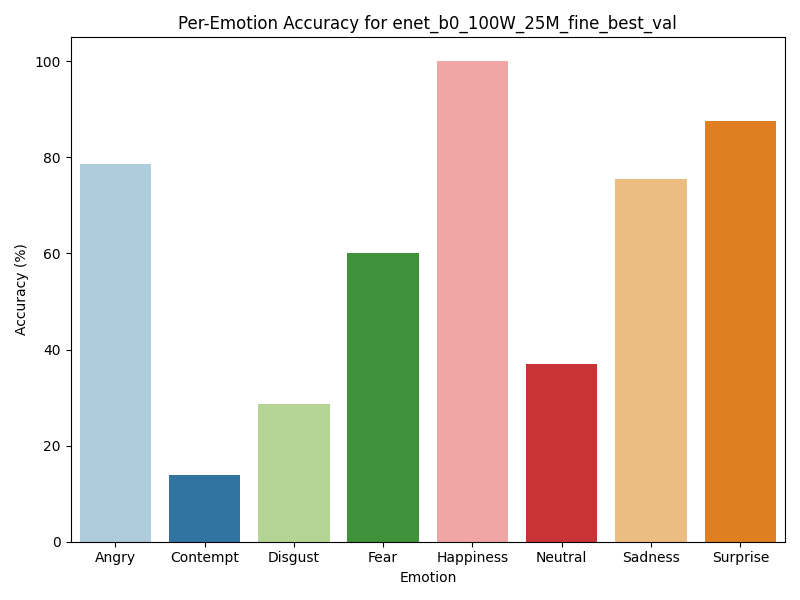 Per-Emotion Accuracy for enet_b0_100W_25M_fine_best_val
100
80
60
40
20
0
Accuracy (%)
Angry Contempt Disgust Fear Happiness Neutral Sadness Surprise
Emotion